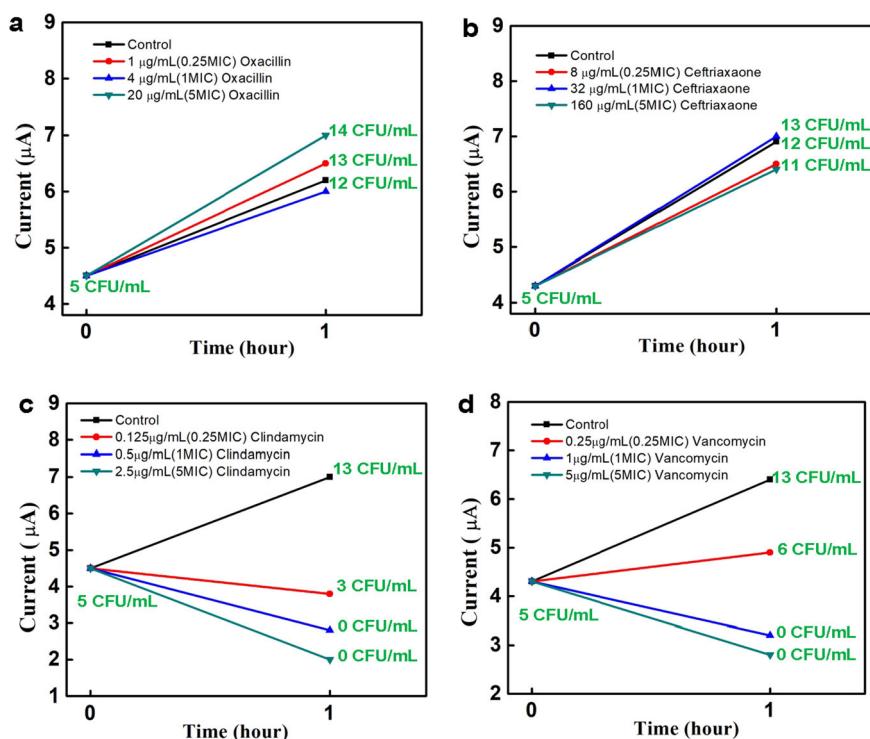 a
9
8
7
6
5
4
Current (μA)
Control
1 μg/mL(0.25MIC) Oxacillin
4 μg/mL(1MIC) Oxacillin
20 μg/mL(5MIC) Oxacillin
14 CFU/mL
13 CFU/mL
12 CFU/mL
5 CFU/mL
0
1
Time (hour)
b
9
8
7
6
5
4
Current (μA)
Control
8 μg/mL(0.25MIC) Ceftriaxaone
32 μg/mL(1MIC) Ceftriaxaone
160 μg/mL(5MIC) Ceftriaxaone
13 CFU/mL
12 CFU/mL
11 CFU/mL
5 CFU/mL
0
1
Time (hour)
c
9
8
7
6
5
4
3
2
1
Current ( μA)
Control
0.125μg/mL(0.25MIC) Clindamycin
0.5μg/mL(1MIC) Clindamycin
2.5μg/mL(5MIC) Clindamycin
13 CFU/mL
3 CFU/mL
5 CFU/mL
0 CFU/mL
0 CFU/mL
0
1
Time (hour)
d
8
7
6
5
4
3
2
Current ( μA)
Control
0.25μg/mL(0.25MIC) Vancomycin
1μg/mL(1MIC) Vancomycin
5μg/mL(5MIC) Vancomycin
13 CFU/mL
6 CFU/mL
5 CFU/mL
0 CFU/mL
0 CFU/mL
0
1
Time (hour)